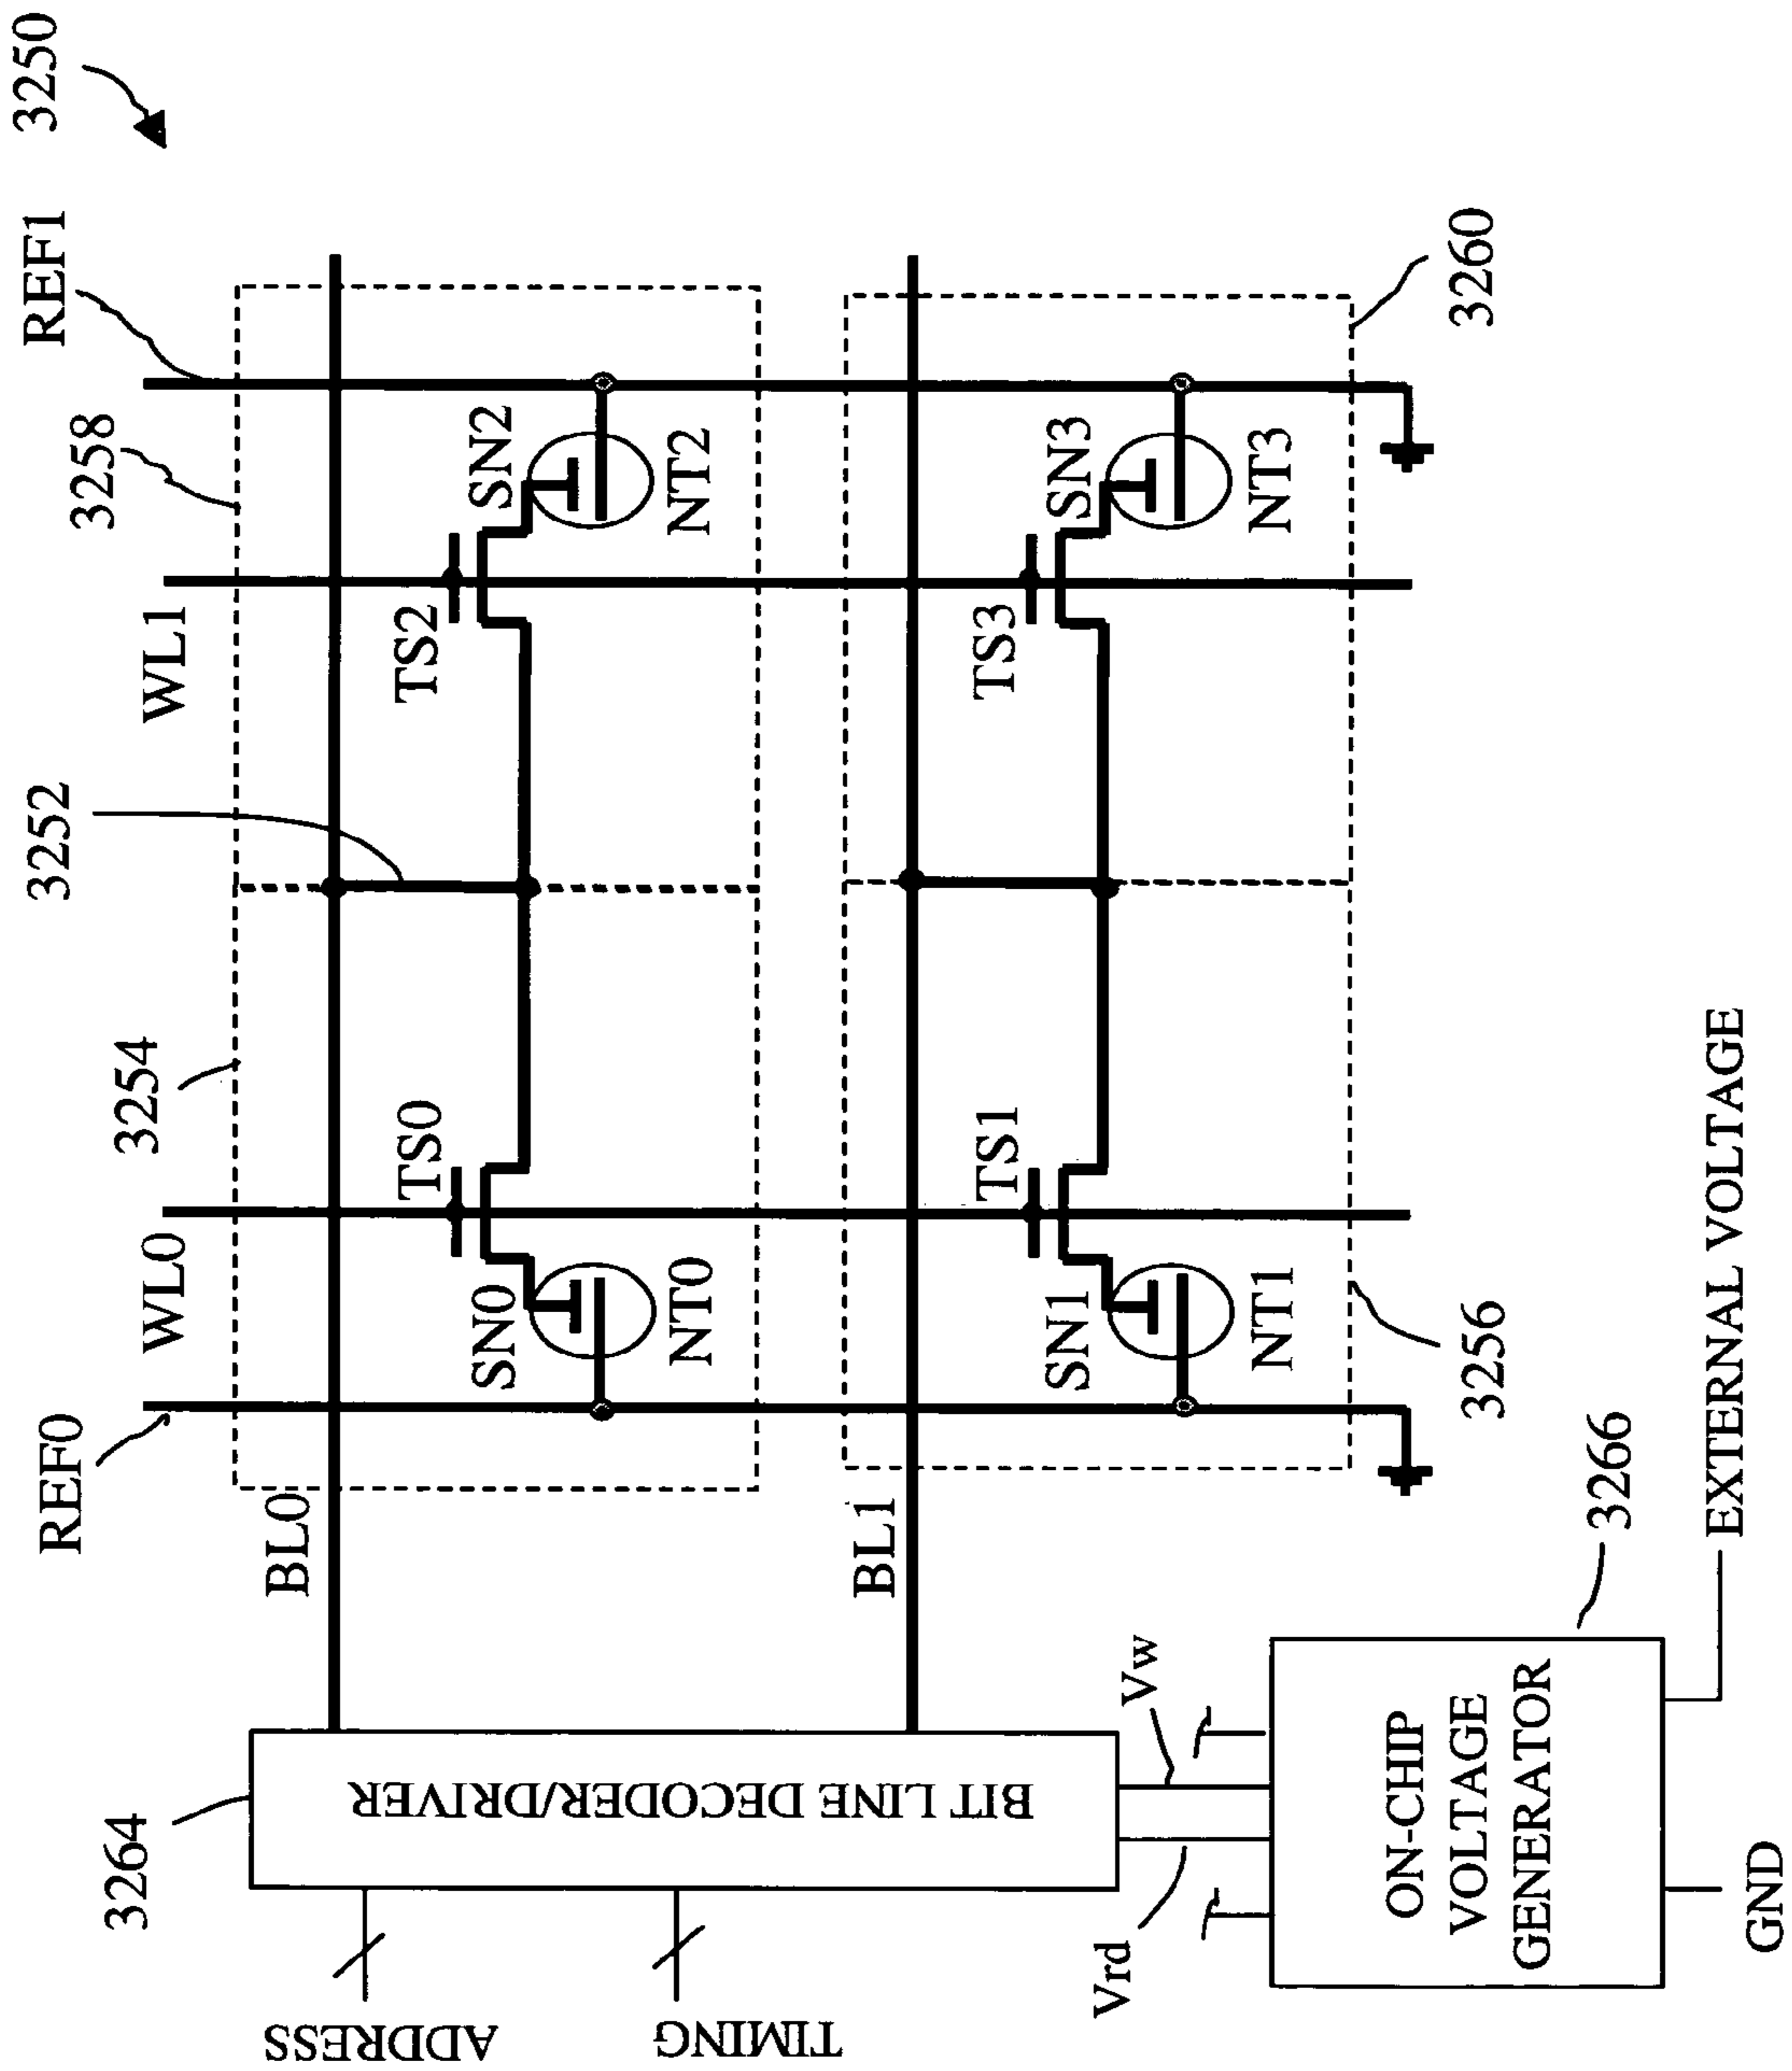 3250
REF1
3258
WL1
3252
3254
WL0
REF0
TS2
SN2
NT2
TS0
SN0
NT0
BL0
TS3
SN3
NT3
3260
TS1
SN1
NT1
3256
BL1
3264
BIT LINE DECODER/DRIVER
ADDRESS
TIMING
Vw
Vrd
3266
ON-CHIP
VOLTAGE
GENERATOR
EXTERNAL VOLTAGE
GND